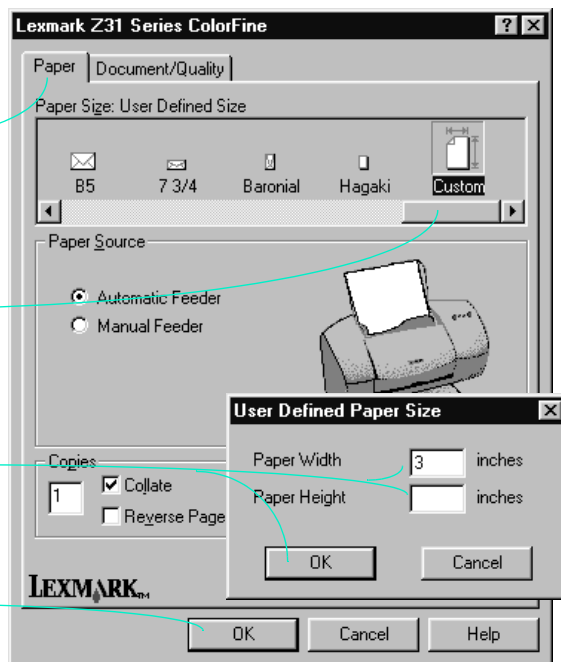 Lexmark Z31 Series ColorFine
Paper
Document/Quality
Paper Size: User Defined Size
B5
7 3/4
Baronial
Hagaki
Custom
Paper Source
Automatic Feeder
Manual Feeder
User Defined Paper Size
Paper Width 3 inches
Paper Height inches
OK Cancel
Copies
1
Collate
Reverse Page
LEXMARK™
OK Cancel Help